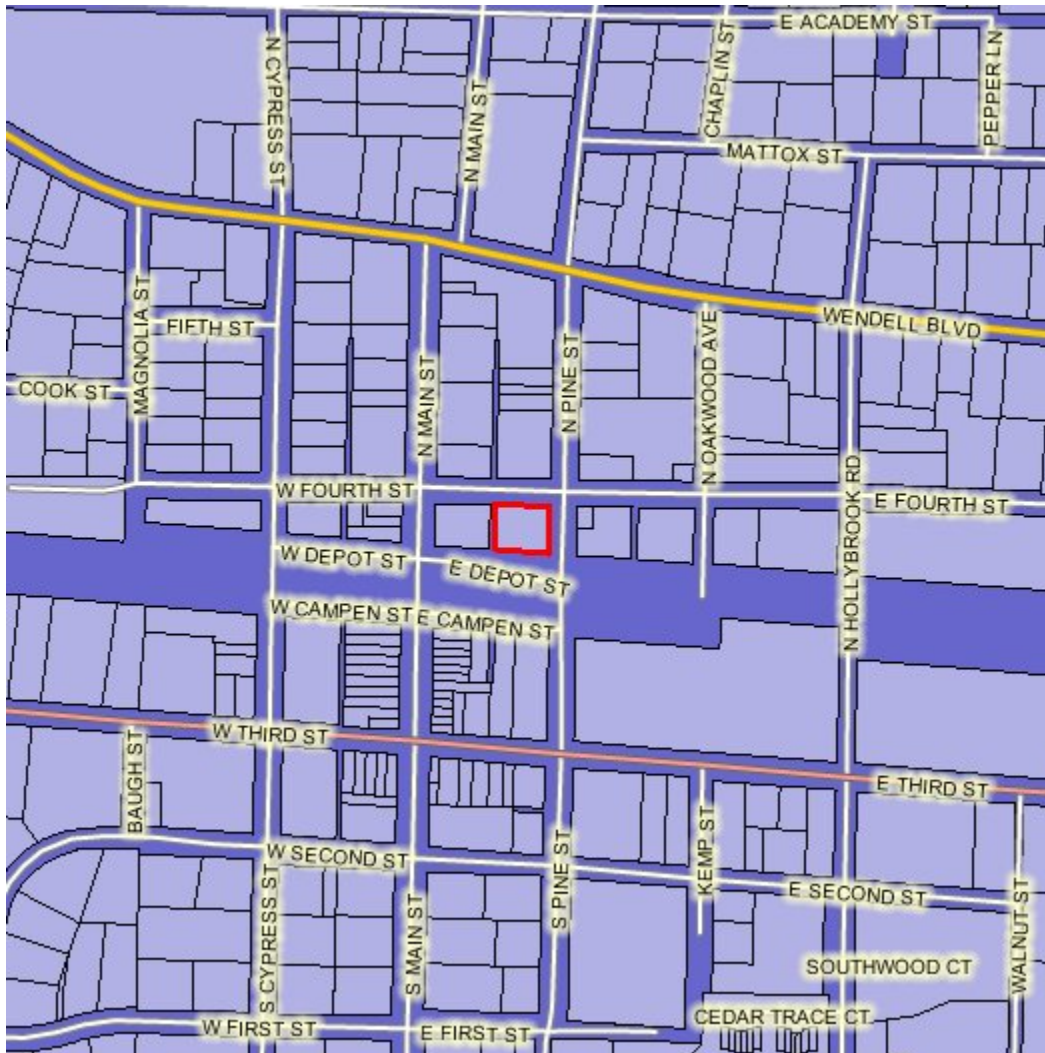 E ACADEMY ST
N CYPRESS ST
N MAIN ST
CHAPLIN ST
PEPPER LN
MATTOX ST
MAGNOLIA ST
FIFTH ST
COOK ST
N MAIN ST
N PINE ST
N OAKWOOD AVE
WENDELL BLVD
W FOURTH ST
E FOURTH ST
N HOLLYBROOK RD
W DEPOT ST
E DEPOT ST
W CAMPEN ST
E CAMPEN ST
W THIRD ST
E THIRD ST
BAUGH ST
W SECOND ST
KEMP ST
E SECOND ST
S CYPRESS ST
S MAIN ST
S PINE ST
WALNUT ST
SOUTHWOOD CT
CEDAR TRACE CT
W FIRST ST
E FIRST ST